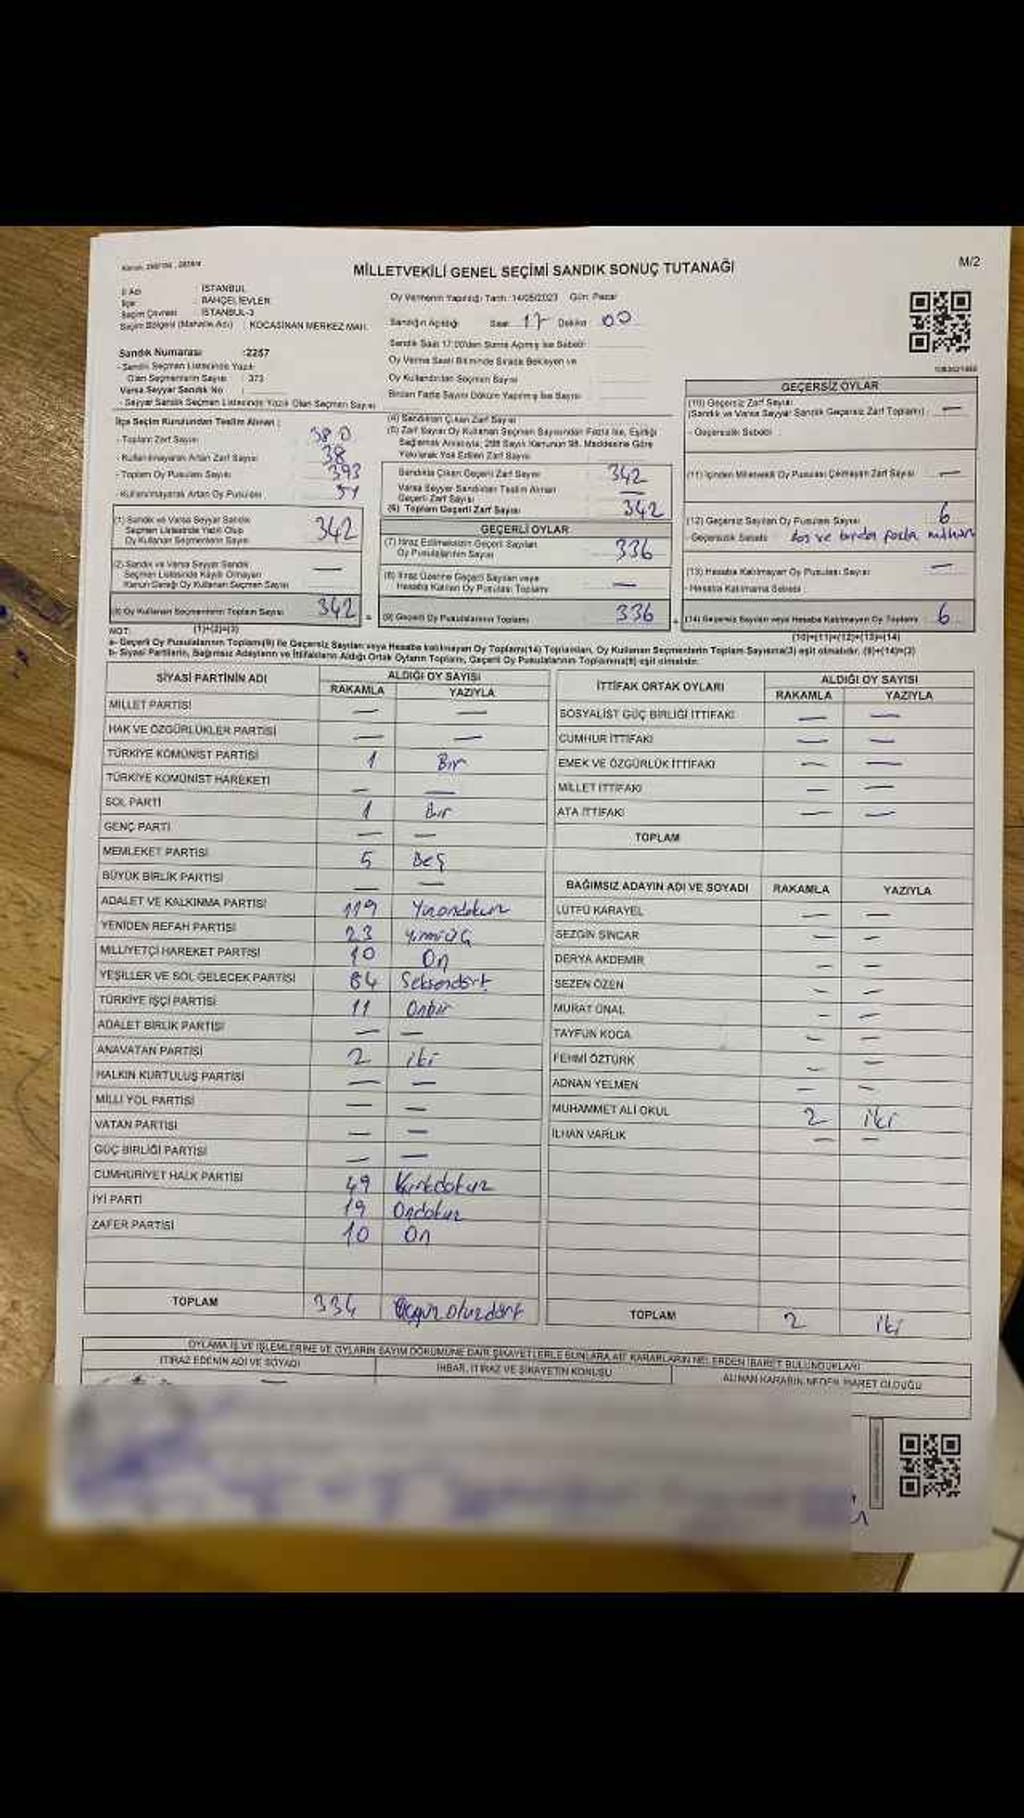 M/2
MİLLETVEKİLİ GENEL SEÇİMİ SANDIK SONUÇ TUTANAĞI
İl Adı : İSTANBUL
İlçe : BAHÇELİEVLER
Seçim Çevresi : İSTANBUL-3
Seçim Bölgesi (Mahalle Adı) : KOCASİNAN MERKEZ MAH.
Sandık Numarası :2257
- Sandık Seçmen Listesinde Yazılı
Olan Seçmenlerin Sayısı : 373
Varsa Seyyar Sandık No :
- Seyyar Sandık Seçmen Listesinde Yazılı Olan Seçmen Sayısı
Oy Vermenin Yapıldığı Tarih: 14/05/2023 Gün: Pazar
Sandığın Açıldığı Saat 17 Dakika 00
Sandık Saat 17:00'den Sonra Açılmış İse Sebebi
Oy Verme Saati Bitiminde Sırada Bekleyen ve
Oy Kullandırılan Seçmen Sayısı
Birden Fazla Sayım Döküm Yapılmış İse Sayısı
İlçe Seçim Kurulundan Teslim Alınan :
- Toplam Zarf Sayısı 380
- Kullanılmayarak Artan Zarf Sayısı 38
- Toplam Oy Pusulası Sayısı 393
- Kullanılmayarak Artan Oy Pusulası 51
(1) Sandık ve Varsa Seyyar Sandık
Seçmen Listesinde Yazılı Olup
Oy Kullanan Seçmenlerin Sayısı 342
(2) Sandık ve Varsa Seyyar Sandık
Seçmen Listesinde Kayıtlı Olmayan
Kanun Gereği Oy Kullanan Seçmen Sayısı —
(3) Oy Kullanan Seçmenlerin Toplam Sayısı 342 =
(1)+(2)=(3)
(4) Sandıktan Çıkan Zarf Sayısı
(5) Zarf Sayısı Oy Kullanan Seçmen Sayısından Fazla İse, Eşitliği
Sağlamak Amacıyla, 298 Sayılı Kanunun 98. Maddesine Göre
Yakılarak Yok Edilen Zarf Sayısı
Sandıkta Çıkan Geçerli Zarf Sayısı 342
Varsa Seyyar Sandıktan Teslim Alınan
Geçerli Zarf Sayısı —
(6) Toplam Geçerli Zarf Sayısı 342
GEÇERLİ OYLAR
(7) İtiraz Edilmeksizin Geçerli Sayılan
Oy Pusulalarının Sayısı 336
(8) İtiraz Üzerine Geçerli Sayılan veya
Hesaba Katılan Oy Pusulası Toplamı —
(9) Geçerli Oy Pusulalarının Toplamı 336 +
GEÇERSİZ OYLAR
(10) Geçersiz Zarf Sayısı
(Sandık ve Varsa Seyyar Sandık Geçersiz Zarf Toplamı) —
- Geçersizlik Sebebi :
(11) İçinden Milletvekili Oy Pusulası Çıkmayan Zarf Sayısı —
(12) Geçersiz Sayılan Oy Pusulası Sayısı 6
- Geçersizlik Sebebi : Boş ve birden fazla mühür
(13) Hesaba Katılmayan Oy Pusulası Sayısı —
- Hesaba Katılmama Sebebi :
(14) Geçersiz Sayılan veya Hesaba Katılmayan Oy Toplamı 6
(10)+(11)+(12)+(13)=(14)
NOT:
a- Geçerli Oy Pusulalarının Toplamı(9) ile Geçersiz Sayılan veya Hesaba katılmayan Oy Toplamı(14) Toplamları, Oy Kullanan Seçmenlerin Toplam Sayısına(3) eşit olmalıdır. (9)+(14)=(3)
b- Siyasi Partilerin, Bağımsız Adayların ve İttifakların Aldığı Ortak Oyların Toplamı, Geçerli Oy Pusulalarının Toplamına(9) eşit olmalıdır.
SİYASİ PARTİNİN ADI ALDIĞI OY SAYISI
RAKAMLA YAZIYLA
MİLLET PARTİSİ — —
HAK VE ÖZGÜRLÜKLER PARTİSİ — —
TÜRKİYE KOMÜNİST PARTİSİ 1 Bir
TÜRKİYE KOMÜNİST HAREKETİ — —
SOL PARTİ 1 Bir
GENÇ PARTİ — —
MEMLEKET PARTİSİ 5 Beş
BÜYÜK BİRLİK PARTİSİ — —
ADALET VE KALKINMA PARTİSİ 119 Yüzondokuz
YENİDEN REFAH PARTİSİ 23 YirmiÜç
MİLLİYETÇİ HAREKET PARTİSİ 10 On
YEŞİLLER VE SOL GELECEK PARTİSİ 84 Seksendört
TÜRKİYE İŞÇİ PARTİSİ 11 Onbir
ADALET BİRLİK PARTİSİ — —
ANAVATAN PARTİSİ 2 iki
HALKIN KURTULUŞ PARTİSİ — —
MİLLİ YOL PARTİSİ — —
VATAN PARTİSİ — —
GÜÇ BİRLİĞİ PARTİSİ — —
CUMHURİYET HALK PARTİSİ 49 Kırkdokuz
İYİ PARTİ 19 Ondokuz
ZAFER PARTİSİ 10 On
TOPLAM 334 Üçyüz otuzdört
İTTİFAK ORTAK OYLARI ALDIĞI OY SAYISI
RAKAMLA YAZIYLA
SOSYALİST GÜÇ BİRLİĞİ İTTİFAKI — —
CUMHUR İTTİFAKI — —
EMEK VE ÖZGÜRLÜK İTTİFAKI — —
MİLLET İTTİFAKI — —
ATA İTTİFAKI — —
TOPLAM
BAĞIMSIZ ADAYIN ADI VE SOYADI RAKAMLA YAZIYLA
LÜTFÜ KARAYEL — —
SEZGİN SİNCAR — —
DERYA AKDEMİR — —
SEZEN ÖZEN — —
MURAT ÜNAL — —
TAYFUN KOCA — —
FEHMİ ÖZTÜRK — —
ADNAN YELMEN — —
MUHAMMET ALİ OKUL 2 iki
İLHAN VARLIK — —
TOPLAM 2 iki
OYLAMA İŞ VE İŞLEMLERİNE VE OYLARIN SAYIM DÖKÜMÜNE DAİR ŞİKAYETLERLE BUNLARA AİT KARARLARIN NELERDEN İBARET BULUNDUKLARI
İTİRAZ EDENİN ADI VE SOYADI İHBAR, İTİRAZ VE ŞİKAYETİN KONUSU ALINAN KARARIN NEDEN İBARET OLDUĞU